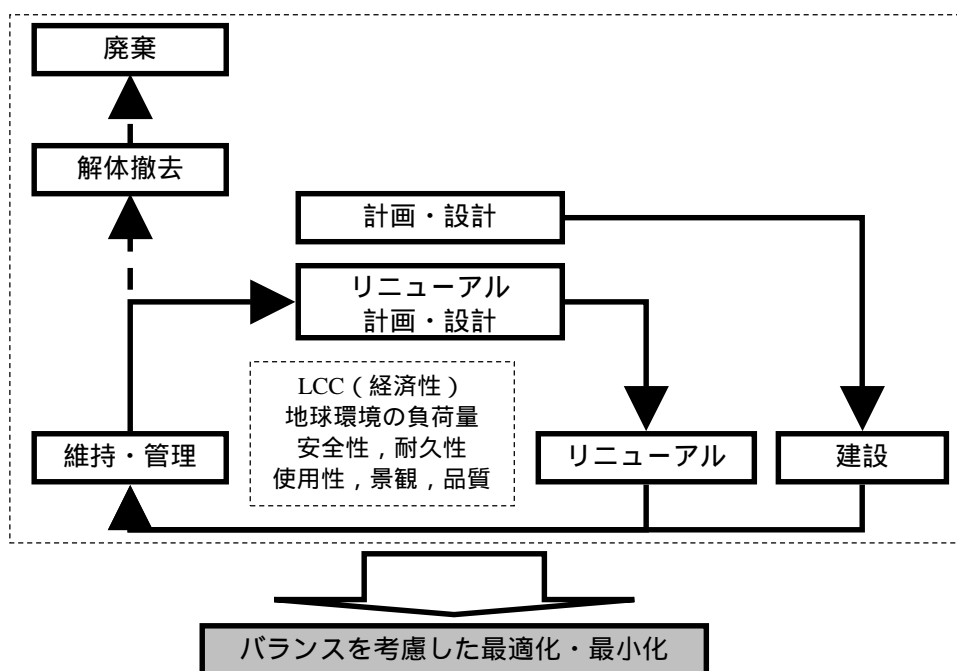 廃棄
解体撤去
計画・設計
リニューアル
計画・設計
LCC（経済性）
地球環境の負荷量
安全性，耐久性
使用性，景観，品質
維持・管理
リニューアル
建設
バランスを考慮した最適化・最小化